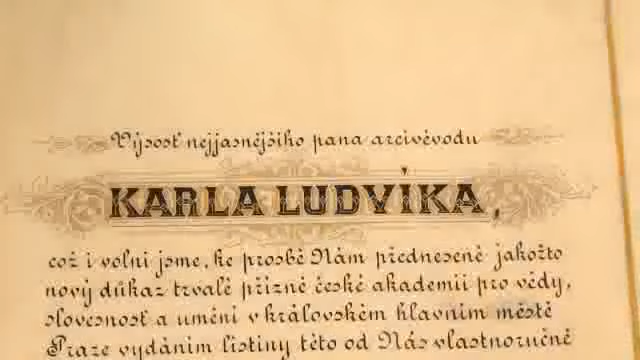 Výsosť nejjasnějšího pana arcivévodu
KARLA LUDVÍKA,
což i volni jsme, ke prosbě Nám přednesené jakožto
nový důkaz trvalé přízně české akademii pro vědy,
slovesnost a umění v královském hlavním městě
Praze vydáním listiny této od Nás vlastnoručně